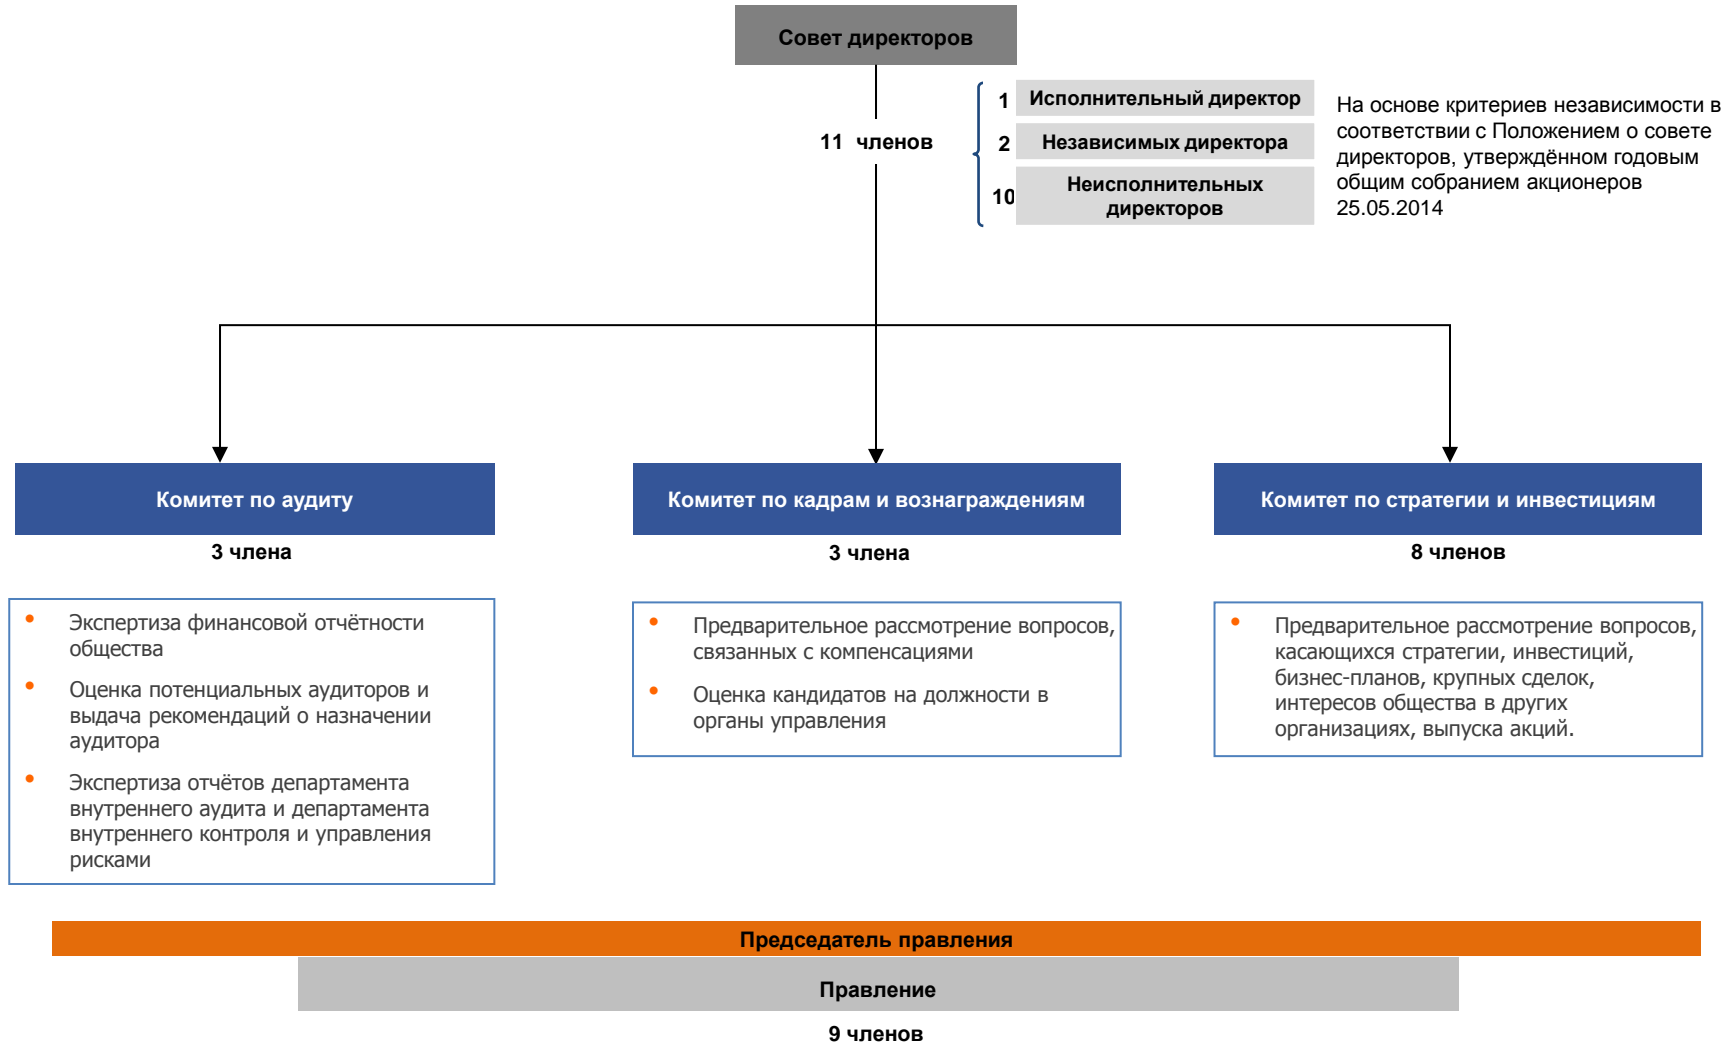 Совет директоров
11 членов
1 Исполнительный директор
2 Независимых директора
10 Неисполнительных
директоров
На основе критериев независимости в
соответствии с Положением о совете
директоров, утверждённом годовым
общим собранием акционеров
25.05.2014
Комитет по аудиту
3 члена
• Экспертиза финансовой отчётности
общества
• Оценка потенциальных аудиторов и
выдача рекомендаций о назначении
аудитора
• Экспертиза отчётов департамента
внутреннего аудита и департамента
внутреннего контроля и управления
рисками
Комитет по кадрам и вознаграждениям
3 члена
• Предварительное рассмотрение вопросов,
связанных с компенсациями
• Оценка кандидатов на должности в
органы управления
Комитет по стратегии и инвестициям
8 членов
• Предварительное рассмотрение вопросов,
касающихся стратегии, инвестиций,
бизнес-планов, крупных сделок,
интересов общества в других
организациях, выпуска акций.
Председатель правления
Правление
9 членов